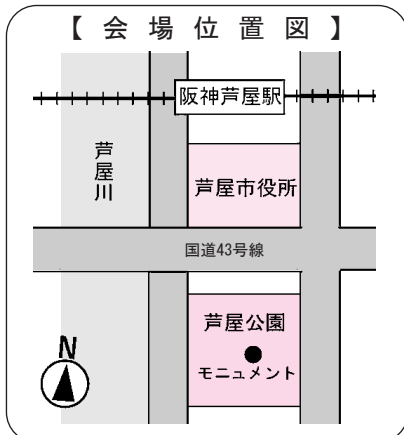 【会場位置図】
阪神芦屋駅
芦屋川
芦屋市役所
国道43号線
芦屋公園
モニュメント
N